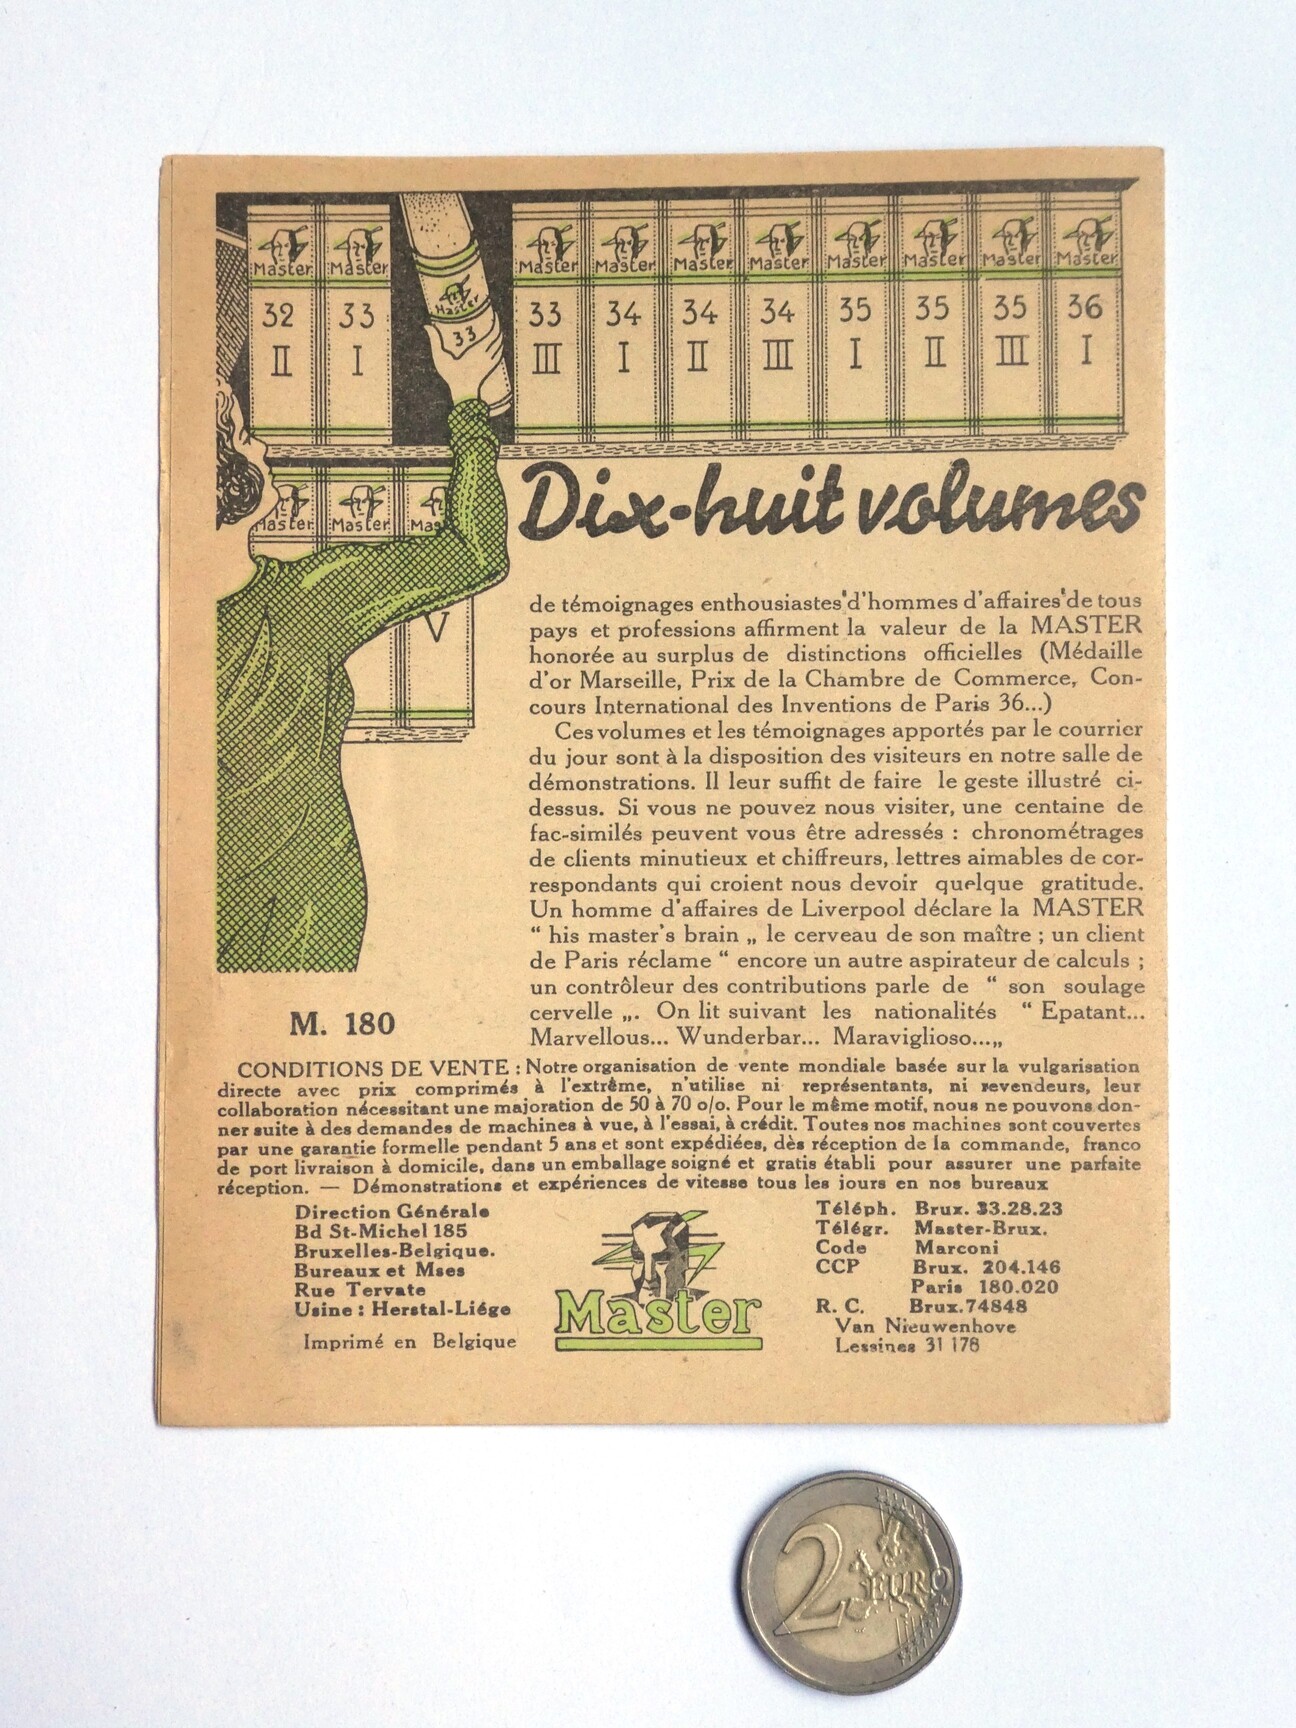 Master Master Master Master Master Master Master Master Master Master Master
32 33 33 33 34 34 34 35 35 35 36
II I III I II III I II III I
Master Master Mas
V
Dix-huit volumes
de témoignages enthousiastes d'hommes d'affaires de tous
pays et professions affirment la valeur de la MASTER
honorée au surplus de distinctions officielles (Médaille
d'or Marseille, Prix de la Chambre de Commerce, Con-
cours International des Inventions de Paris 36...)
Ces volumes et les témoignages apportés par le courrier
du jour sont à la disposition des visiteurs en notre salle de
démonstrations. Il leur suffit de faire le geste illustré ci-
dessus. Si vous ne pouvez nous visiter, une centaine de
fac-similés peuvent vous être adressés : chronométrages
de clients minutieux et chiffreurs, lettres aimables de cor-
respondants qui croient nous devoir quelque gratitude.
Un homme d'affaires de Liverpool déclare la MASTER
“ his master's brain „ le cerveau de son maître ; un client
de Paris réclame “ encore un autre aspirateur de calculs ;
un contrôleur des contributions parle de “ son soulage
cervelle „. On lit suivant les nationalités “ Epatant...
Marvellous... Wunderbar... Maraviglioso...„
M. 180
CONDITIONS DE VENTE : Notre organisation de vente mondiale basée sur la vulgarisation
directe avec prix comprimés à l'extrême, n'utilise ni représentants, ni revendeurs, leur
collaboration nécessitant une majoration de 50 à 70 o/o. Pour le même motif, nous ne pouvons don-
ner suite à des demandes de machines à vue, à l'essai, à crédit. Toutes nos machines sont couvertes
par une garantie formelle pendant 5 ans et sont expédiées, dès réception de la commande, franco
de port livraison à domicile, dans un emballage soigné et gratis établi pour assurer une parfaite
réception. — Démonstrations et expériences de vitesse tous les jours en nos bureaux
Direction Générale
Bd St-Michel 185
Bruxelles-Belgique.
Bureaux et Mses
Rue Tervate
Usine : Herstal-Liége
Imprimé en Belgique
Master
Téléph. Brux. 33.28.23
Télégr. Master-Brux.
Code Marconi
CCP Brux. 204.146
Paris 180.020
R. C. Brux.74848
Van Nieuwenhove
Lessines 31 178
2 EURO